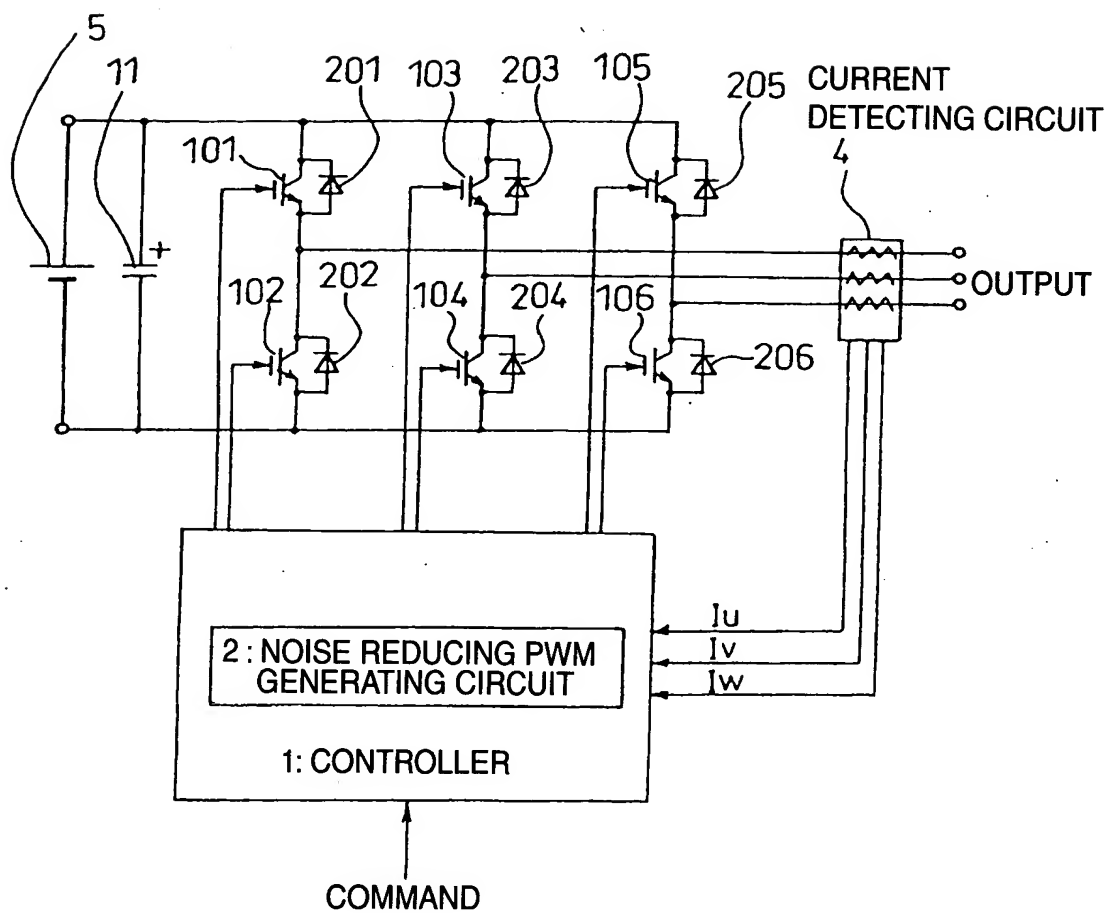 5
11
201
103
203
105
205
CURRENT
DETECTING CIRCUIT
4
101
+
OUTPUT
102
202
104
204
106
206
Iu
Iv
Iw
2 : NOISE REDUCING PWM
GENERATING CIRCUIT
1: CONTROLLER
COMMAND